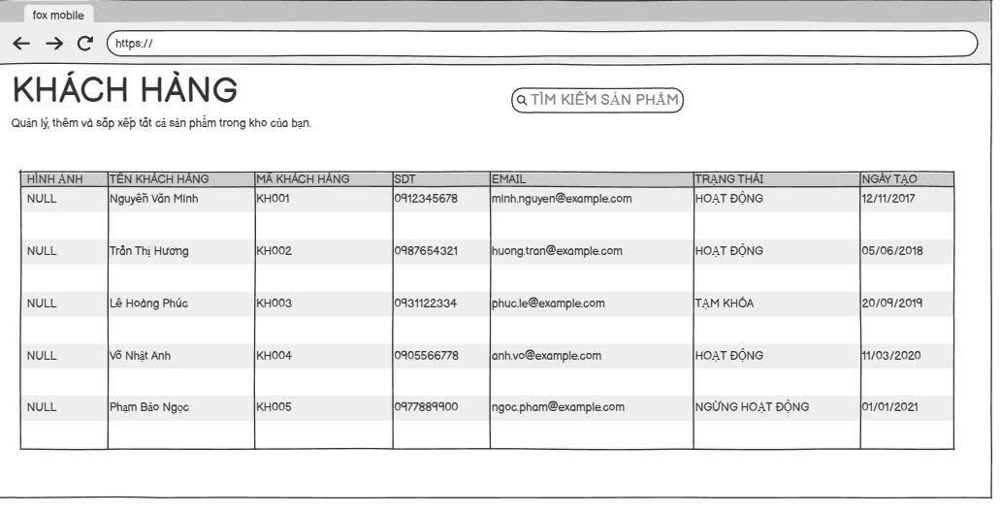 fox mobile
https://
KHÁCH HÀNG
TÌM KIẾM SẢN PHẨM
Quản lý, thêm và sắp xếp tất cả sản phẩm trong kho của bạn.
HÌNH ẢNH TÊN KHÁCH HÀNG MÃ KHÁCH HÀNG SDT EMAIL TRẠNG THÁI NGÀY TẠO
NULL Nguyễn Văn Minh KH001 0912345678 minh.nguyen@example.com HOẠT ĐỘNG 12/11/2017
NULL Trần Thị Hương KH002 0987654321 huong.tran@example.com HOẠT ĐỘNG 05/06/2018
NULL Lê Hoàng Phúc KH003 0931122334 phuc.le@example.com TẠM KHÓA 20/09/2019
NULL Võ Nhật Anh KH004 0905566778 anh.vo@example.com HOẠT ĐỘNG 11/03/2020
NULL Phạm Bảo Ngọc KH005 0977889900 ngoc.pham@example.com NGỪNG HOẠT ĐỘNG 01/01/2021